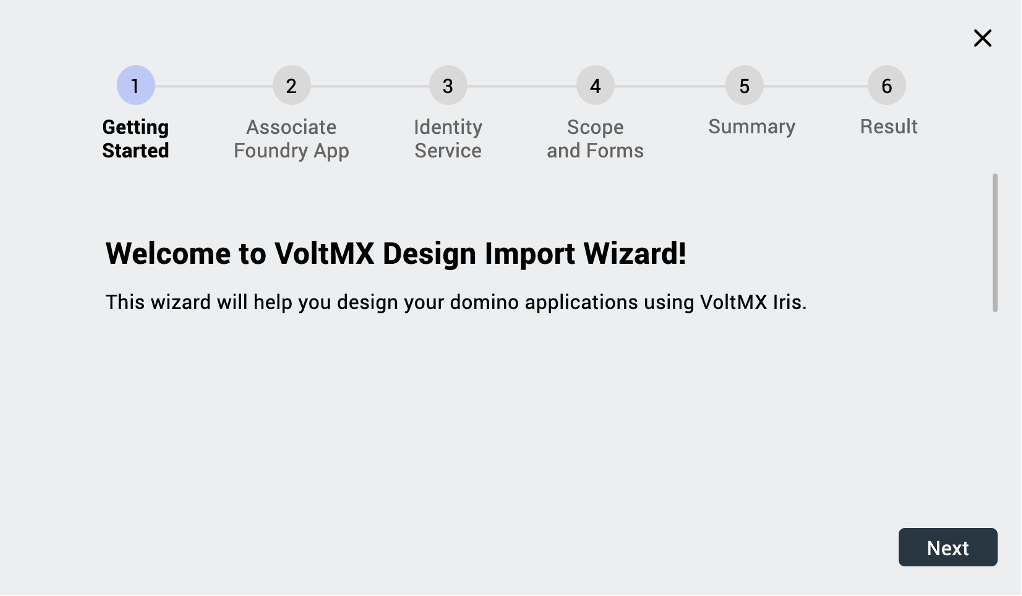 1 2 3 4 5 6
Getting Associate Identity Scope Summary Result
Started Foundry App Service and Forms
Welcome to VoltMX Design Import Wizard!
This wizard will help you design your domino applications using VoltMX Iris.
Next